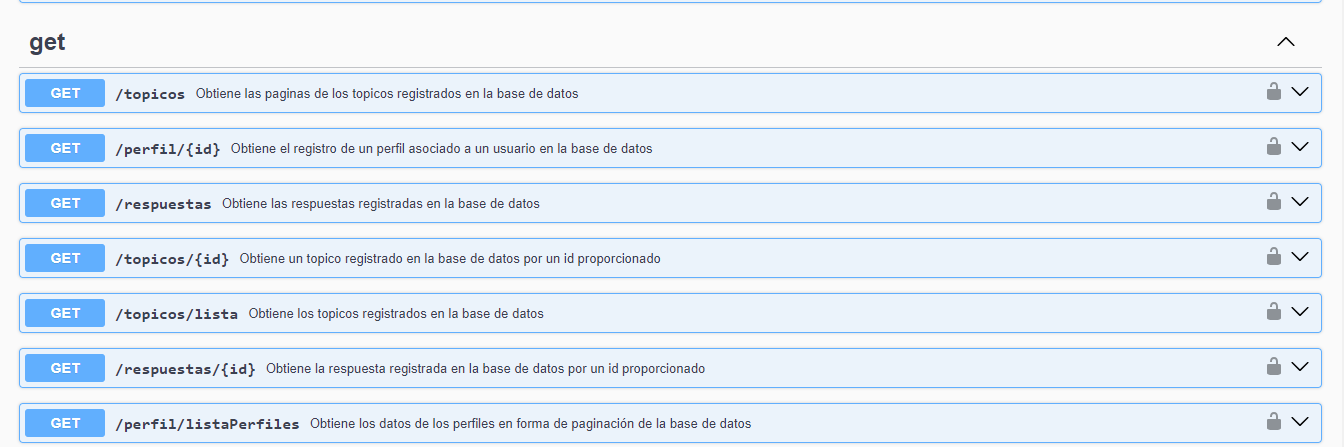 get
GET /topicos Obtiene las paginas de los topicos registrados en la base de datos
GET /perfil/{id} Obtiene el registro de un perfil asociado a un usuario en la base de datos
GET /respuestas Obtiene las respuestas registradas en la base de datos
GET /topicos/{id} Obtiene un topico registrado en la base de datos por un id proporcionado
GET /topicos/lista Obtiene los topicos registrados en la base de datos
GET /respuestas/{id} Obtiene la respuesta registrada en la base de datos por un id proporcionado
GET /perfil/listaPerfiles Obtiene los datos de los perfiles en forma de paginación de la base de datos